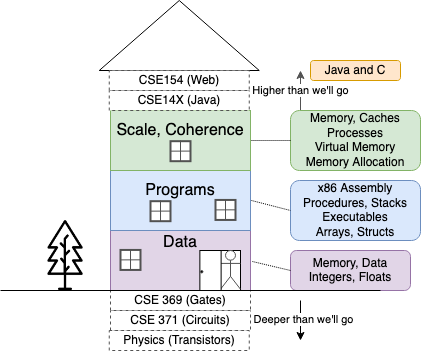 Java and C
CSE154 (Web)
Higher than we'll go
CSE14X (Java)
Scale, Coherence
Memory, Caches
Processes
Virtual Memory
Memory Allocation
Programs
x86 Assembly
Procedures, Stacks
Executables
Arrays, Structs
Data
Memory, Data
Integers, Floats
CSE 369 (Gates)
CSE 371 (Circuits)
Deeper than we'll go
Physics (Transistors)